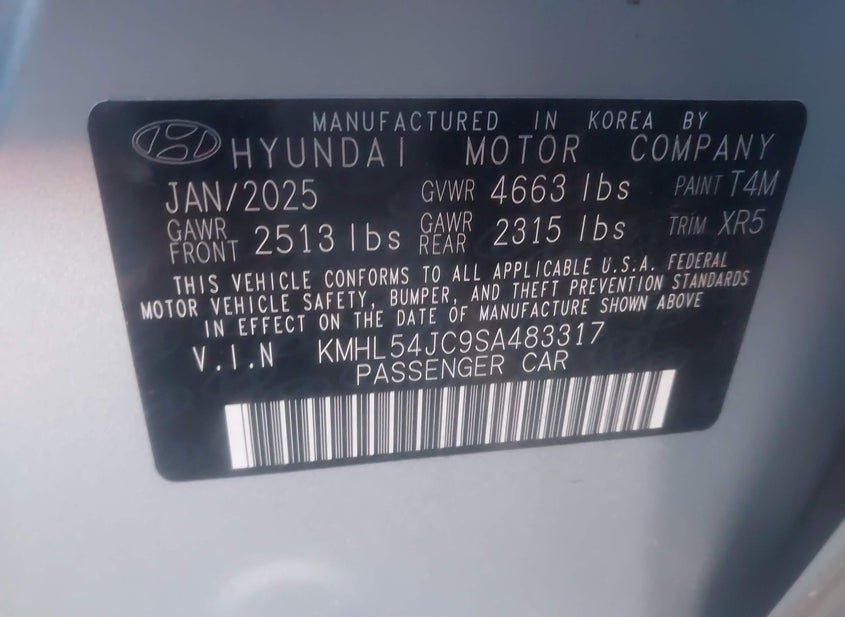 MANUFACTURED IN KOREA BY
HYUNDAI MOTOR COMPANY
JAN/2025 GVWR 4663 lbs PAINT T4M
GAWR FRONT 2513 lbs GAWR REAR 2315 lbs TRIM XR5
THIS VEHICLE CONFORMS TO ALL APPLICABLE U.S.A. FEDERAL
MOTOR VEHICLE SAFETY, BUMPER, AND THEFT PREVENTION STANDARDS
IN EFFECT ON THE DATE OF MANUFACTURE SHOWN ABOVE
V.I.N KMHL54JC9SA483317
PASSENGER CAR